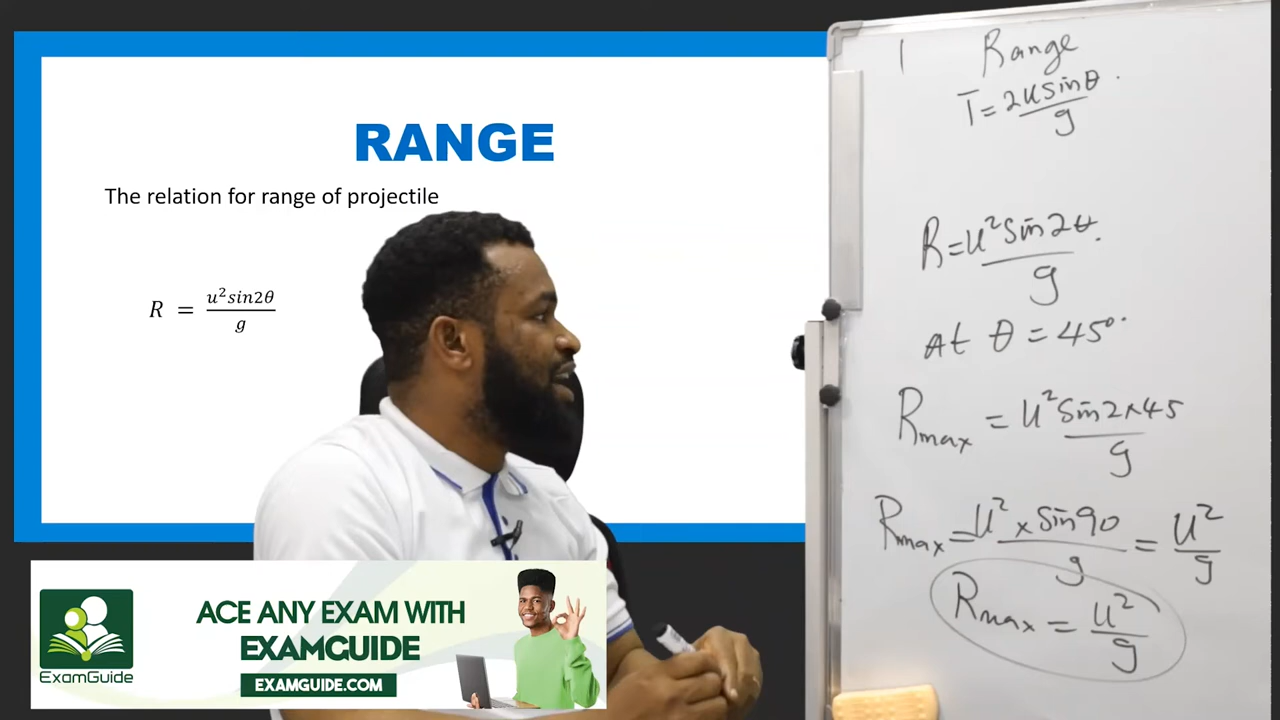 RANGE
The relation for range of projectile
R = u²sin2θ/g
ACE ANY EXAM WITH
EXAMGUIDE
EXAMGUIDE.COM
ExamGuide
1 Range
T = 2usinθ/g
R = u²sin2θ/g
At θ = 45°
Rmax = u²sin2×45/g
Rmax = u² × sin90/g = u²/g
Rmax = u²/g